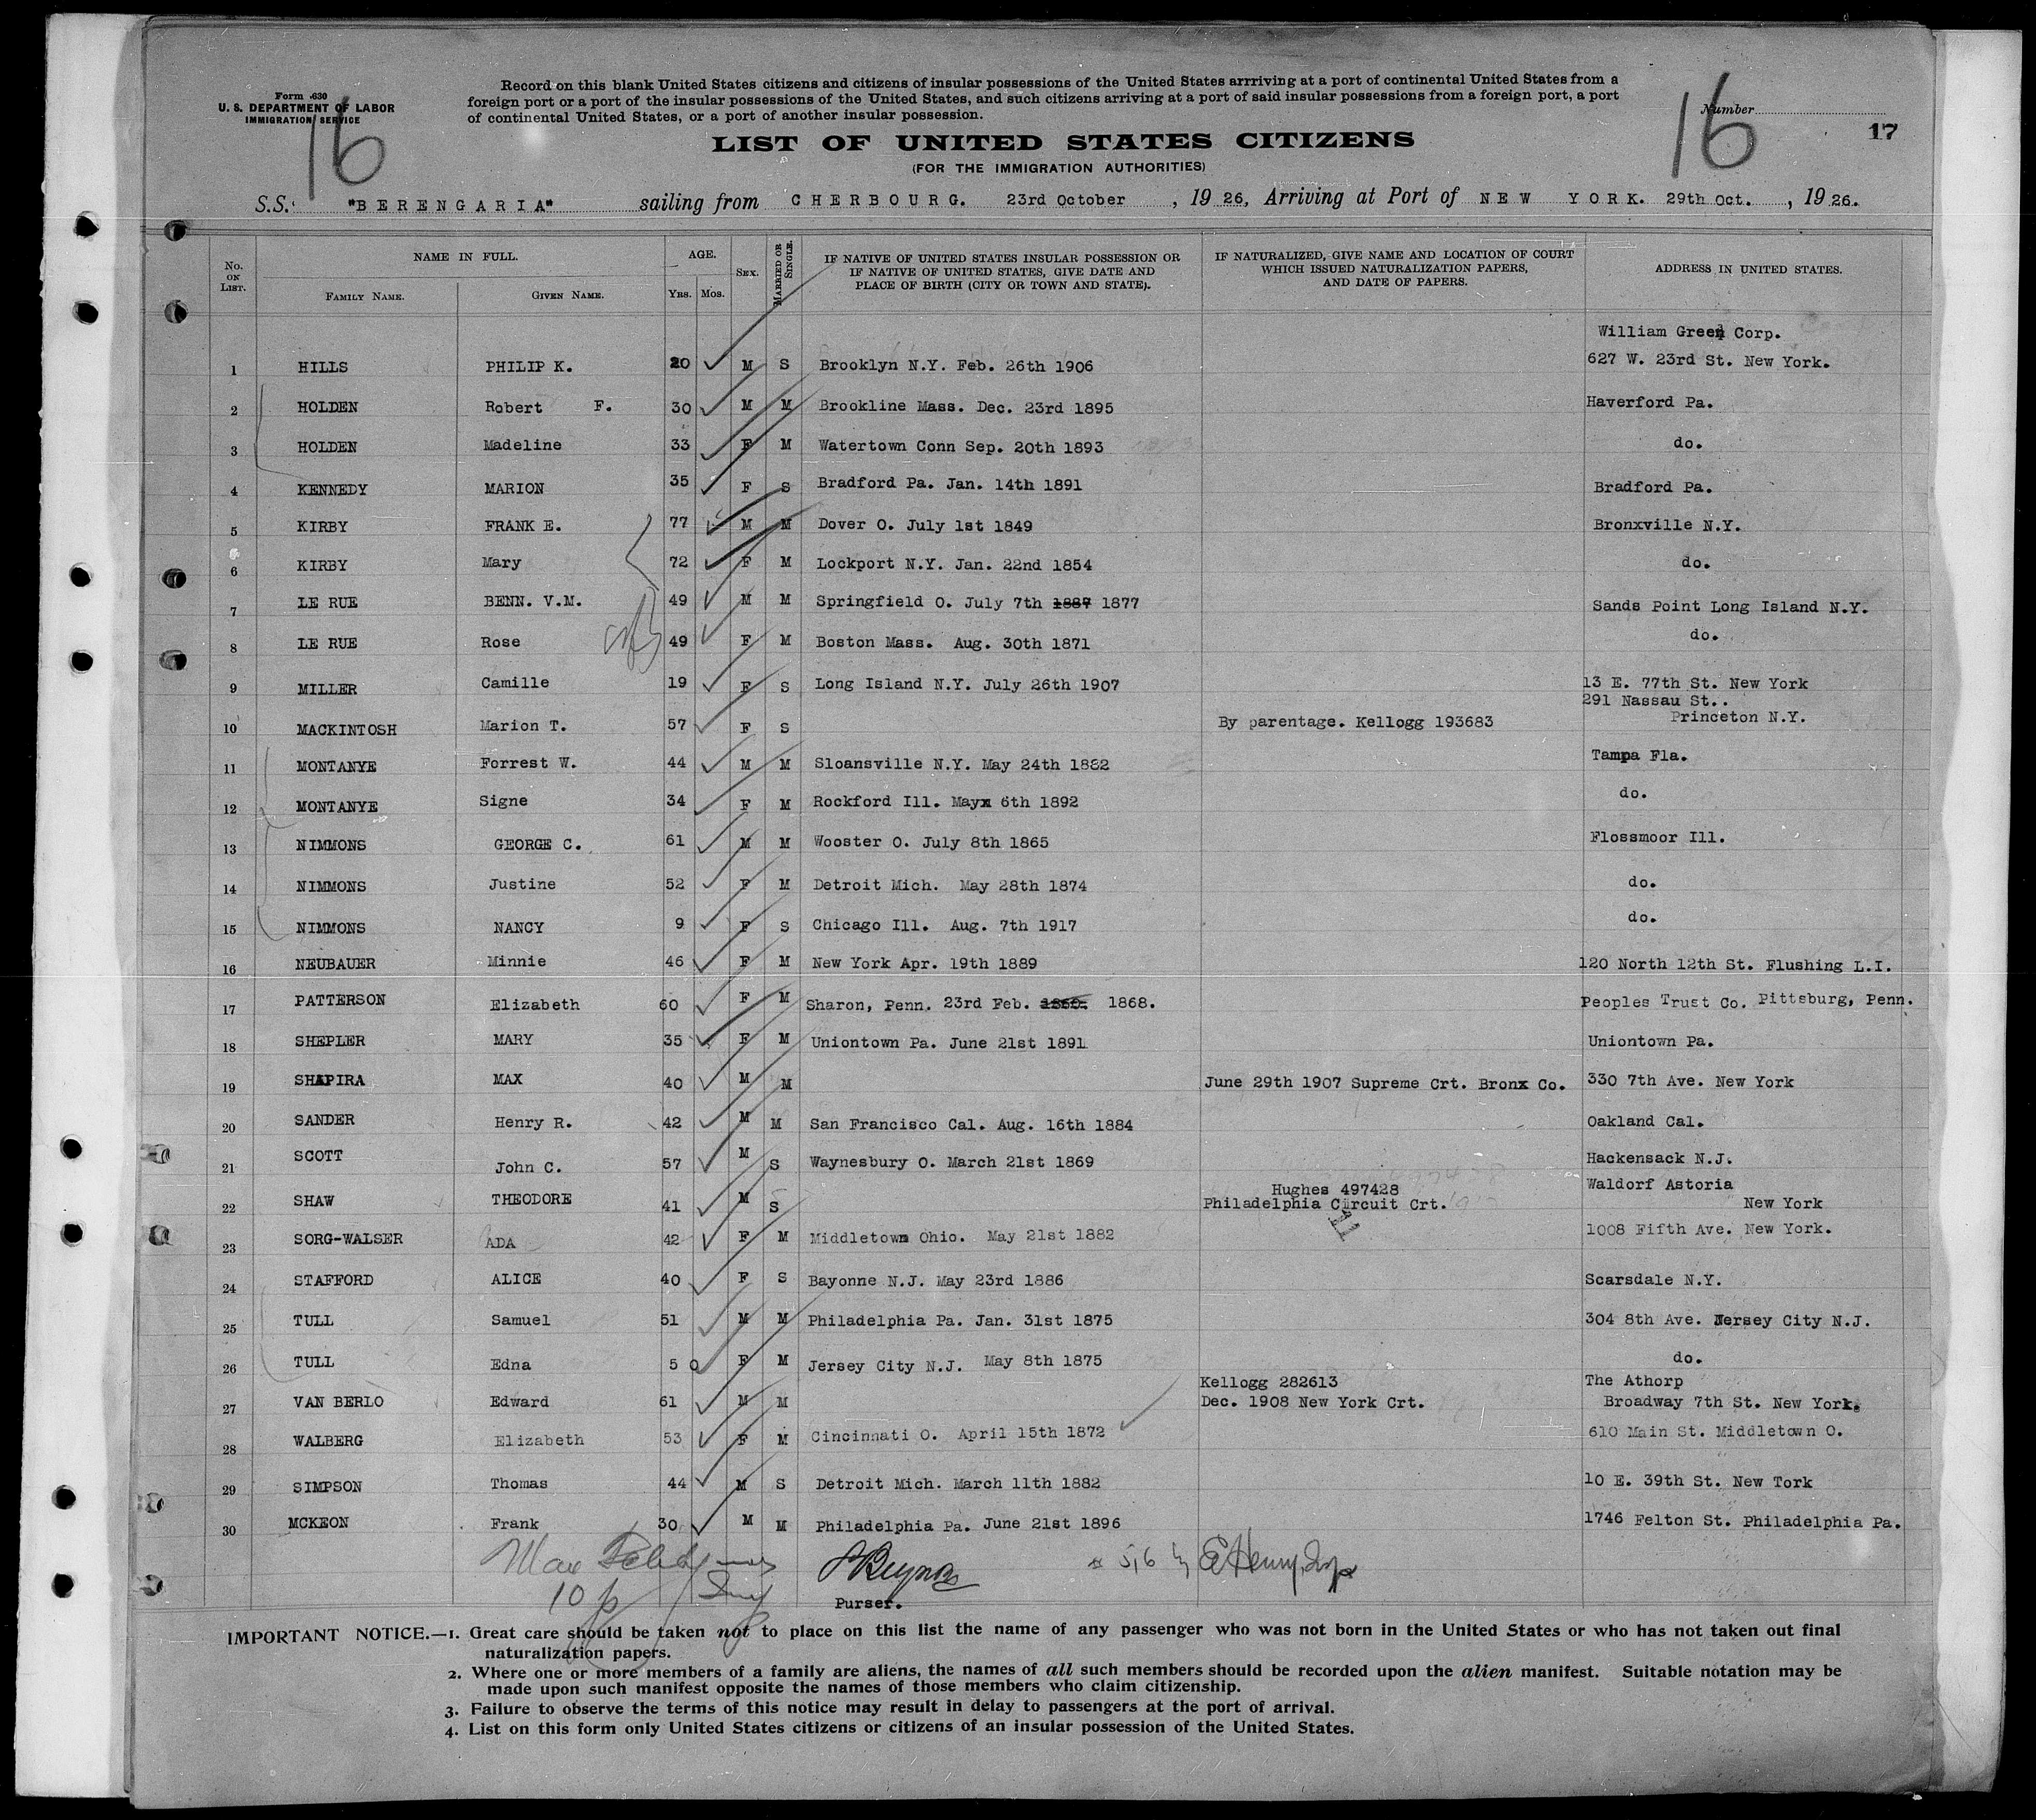 Form 630
U. S. DEPARTMENT OF LABOR
IMMIGRATION SERVICE
16
Record on this blank United States citizens and citizens of insular possessions of the United States arrriving at a port of continental United States from a
foreign port or a port of the insular possessions of the United States, and such citizens arriving at a port of said insular possessions from a foreign port, a port
of continental United States, or a port of another insular possession.
Number
16
17
LIST OF UNITED STATES CITIZENS
(FOR THE IMMIGRATION AUTHORITIES)
S.S. "BERENGARIA" sailing from CHERBOURG. 23rd October, 1926, Arriving at Port of NEW YORK. 29th Oct., 1926.
No. ON LIST. NAME IN FULL. FAMILY NAME. GIVEN NAME. AGE. YRS. MOS. SEX. MARRIED OR SINGLE. IF NATIVE OF UNITED STATES INSULAR POSSESSION OR IF NATIVE OF UNITED STATES, GIVE DATE AND PLACE OF BIRTH (CITY OR TOWN AND STATE). IF NATURALIZED, GIVE NAME AND LOCATION OF COURT WHICH ISSUED NATURALIZATION PAPERS, AND DATE OF PAPERS. ADDRESS IN UNITED STATES.
William Green Corp.
1 HILLS PHILIP K. 20 M S Brooklyn N.Y. Feb. 26th 1906 627 W. 23rd St. New York.
2 HOLDEN Robert F. 30 M M Brookline Mass. Dec. 23rd 1895 Haverford Pa.
3 HOLDEN Madeline 33 F M Watertown Conn Sep. 20th 1893 do.
4 KENNEDY MARION 35 F S Bradford Pa. Jan. 14th 1891 Bradford Pa.
5 KIRBY FRANK E. 77 M M Dover O. July 1st 1849 Bronxville N.Y.
6 KIRBY Mary 72 F M Lockport N.Y. Jan. 22nd 1854 do.
7 LE RUE BENN. V.M. 49 M M Springfield O. July 7th 1887 1877 Sands Point Long Island N.Y.
8 LE RUE Rose 49 F M Boston Mass. Aug. 30th 1871 do.
9 MILLER Camille 19 F S Long Island N.Y. July 26th 1907 13 E. 77th St. New York
291 Nassau St..
10 MACKINTOSH Marion T. 57 F S By parentage. Kellogg 193683 Princeton N.Y.
11 MONTANYE Forrest W. 44 M M Sloansville N.Y. May 24th 1882 Tampa Fla.
12 MONTANYE Signe 34 F M Rockford Ill. Mayx 6th 1892 do.
13 NIMMONS GEORGE C. 61 M M Wooster O. July 8th 1865 Flossmoor Ill.
14 NIMMONS Justine 52 F M Detroit Mich. May 28th 1874 do.
15 NIMMONS NANCY 9 F S Chicago Ill. Aug. 7th 1917 do.
16 NEUBAUER Minnie 46 F M New York Apr. 19th 1889 120 North 12th St. Flushing L.I.
17 PATTERSON Elizabeth 60 F M Sharon, Penn. 23rd Feb. 1868. Peoples Trust Co. Pittsburg, Penn.
18 SHEPLER MARY 35 F M Uniontown Pa. June 21st 1891 Uniontown Pa.
19 SHAPIRA MAX 40 M M June 29th 1907 Supreme Crt. Bronx Co. 330 7th Ave. New York
20 SANDER Henry R. 42 M M San Francisco Cal. Aug. 16th 1884 Oakland Cal.
21 SCOTT John C. 57 M S Waynesbury O. March 21st 1869 Hackensack N.J.
Hughes 497428 Waldorf Astoria
22 SHAW THEODORE 41 M S Philadelphia Circuit Crt. New York
23 SORG-WALSER ADA 42 F M Middletown Ohio. May 21st 1882 1008 Fifth Ave. New York.
24 STAFFORD ALICE 40 F S Bayonne N.J. May 23rd 1886 Scarsdale N.Y.
25 TULL Samuel 51 M M Philadelphia Pa. Jan. 31st 1875 304 8th Ave. Jersey City N.J.
26 TULL Edna 50 F M Jersey City N.J. May 8th 1875 do.
Kellogg 282613 The Athorp
27 VAN BERLO Edward 61 M M Dec. 1908 New York Crt. Broadway 7th St. New York.
28 WALBERG Elizabeth 53 F M Cincinnati O. April 15th 1872 610 Main St. Middletown O.
29 SIMPSON Thomas 44 M S Detroit Mich. March 11th 1882 10 E. 39th St. New Tork
30 MCKEON Frank 30 M M Philadelphia Pa. June 21st 1896 1746 Felton St. Philadelphia Pa.
Max
5,6 by
10
Purser.
IMPORTANT NOTICE.—1. Great care should be taken not to place on this list the name of any passenger who was not born in the United States or who has not taken out final
naturalization papers.
2. Where one or more members of a family are aliens, the names of all such members should be recorded upon the alien manifest. Suitable notation may be
made upon such manifest opposite the names of those members who claim citizenship.
3. Failure to observe the terms of this notice may result in delay to passengers at the port of arrival.
4. List on this form only United States citizens or citizens of an insular possession of the United States.